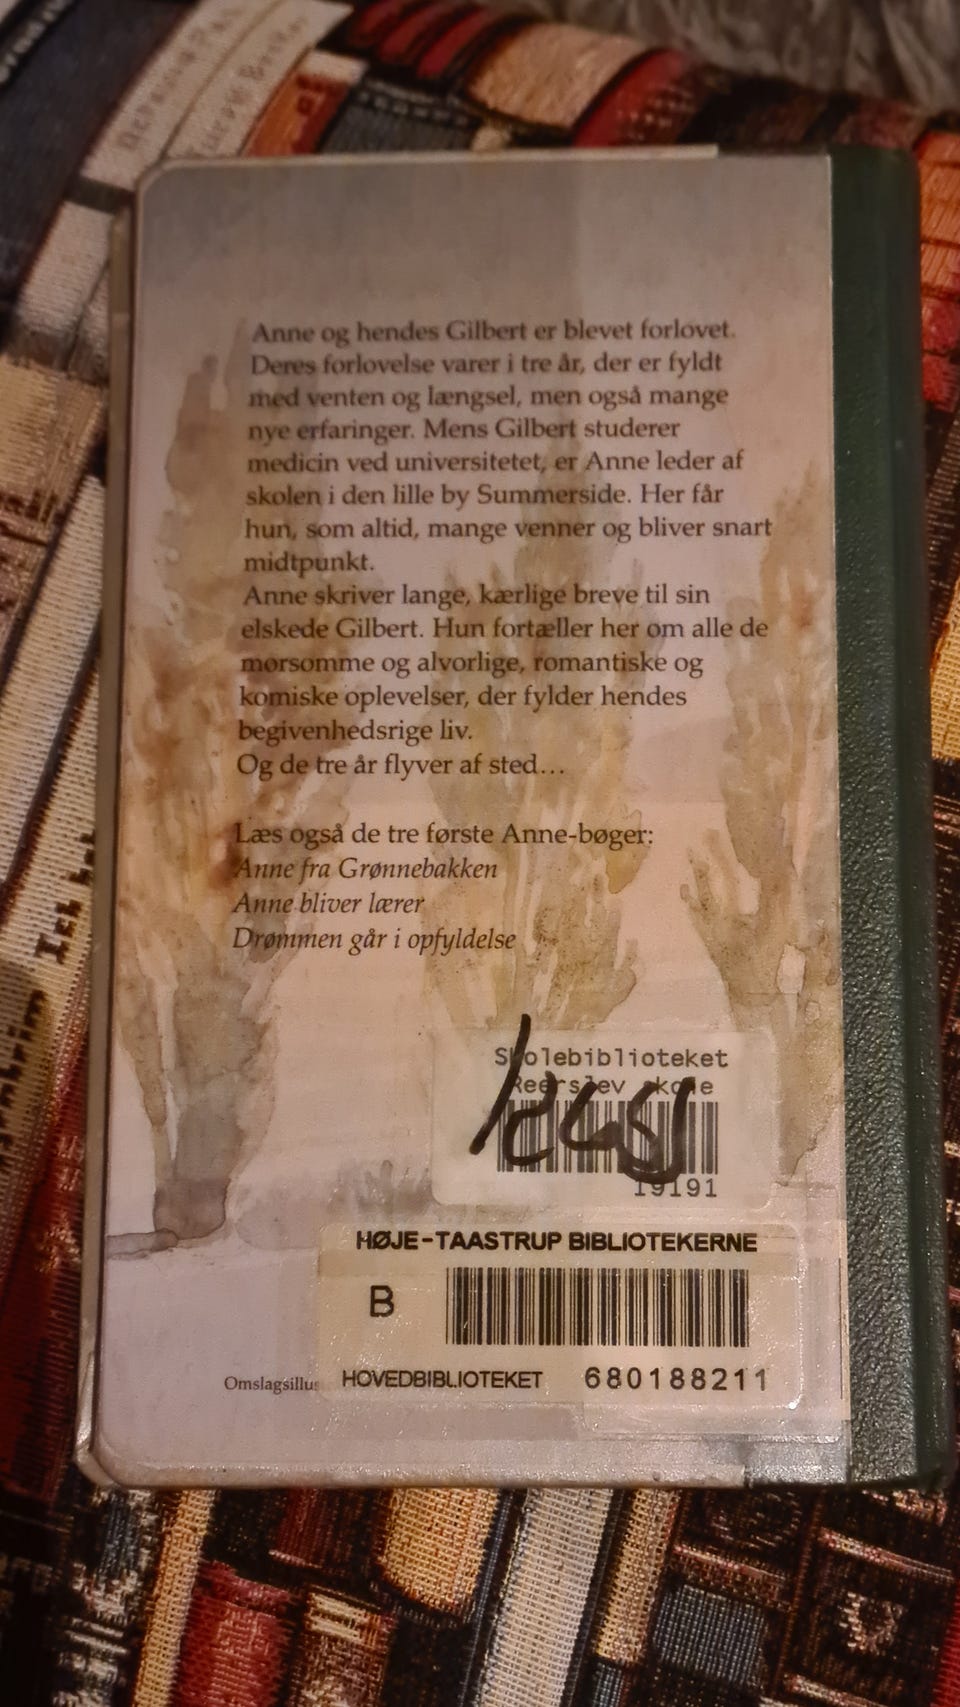 Anne og hendes Gilbert er blevet forlovet.
Deres forlovelse varer i tre år, der er fyldt
med venten og længsel, men også mange
nye erfaringer. Mens Gilbert studerer
medicin ved universitetet, er Anne leder af
skolen i den lille by Summerside. Her får
hun, som altid, mange venner og bliver snart
midtpunkt.
Anne skriver lange, kærlige breve til sin
elskede Gilbert. Hun fortæller her om alle de
morsomme og alvorlige, romantiske og
komiske oplevelser, der fylder hendes
begivenhedsrige liv.
Og de tre år flyver af sted...
Læs også de tre første Anne-bøger:
Anne fra Grønnebakken
Anne bliver lærer
Drømmen går i opfyldelse
Skolebiblioteket
Reerslev skole
19191
HØJE-TAASTRUP BIBLIOTEKERNE
B
Omslagsillus HOVEDBIBLIOTEKET 680188211